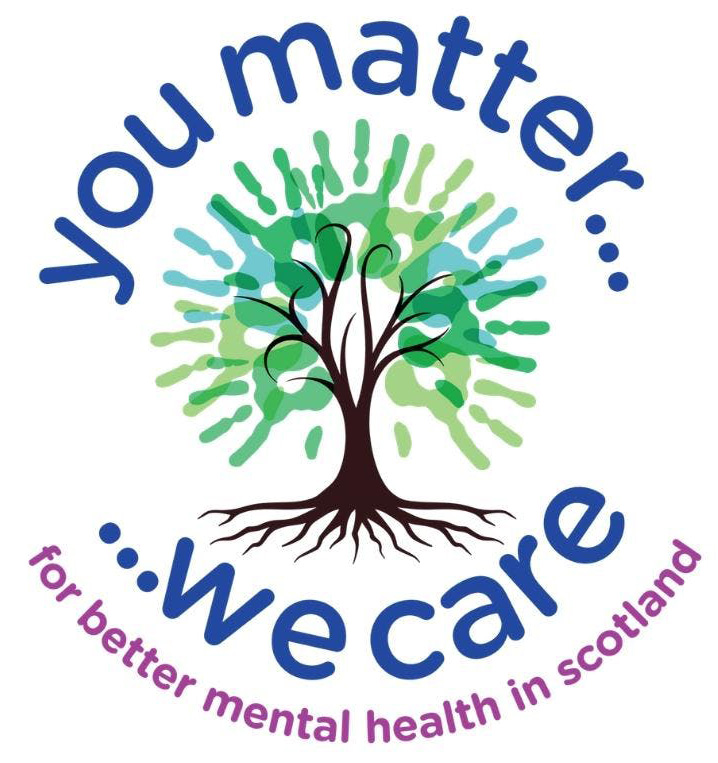 you matter...
...we care
for better mental health in scotland